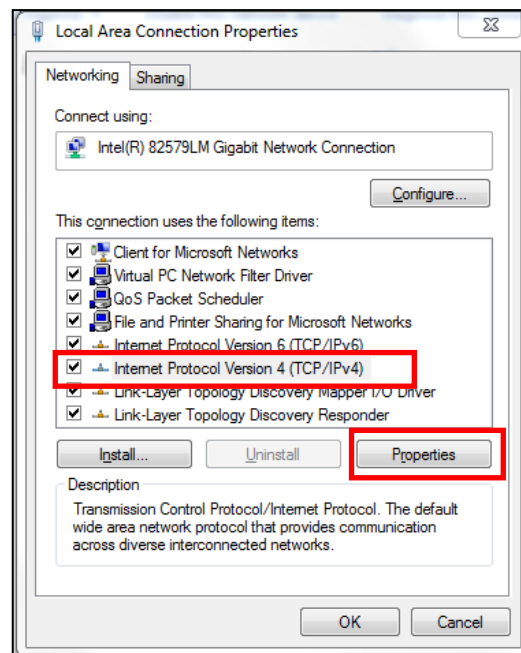 Local Area Connection Properties
Networking
Sharing
Connect using:
Intel(R) 82579LM Gigabit Network Connection
Configure...
This connection uses the following items:
Client for Microsoft Networks
Virtual PC Network Filter Driver
QoS Packet Scheduler
File and Printer Sharing for Microsoft Networks
Internet Protocol Version 6 (TCP/IPv6)
Internet Protocol Version 4 (TCP/IPv4)
Link-Layer Topology Discovery Mapper I/O Driver
Link-Layer Topology Discovery Responder
Install...
Uninstall
Properties
Description
Transmission Control Protocol/Internet Protocol. The default
wide area network protocol that provides communication
across diverse interconnected networks.
OK
Cancel